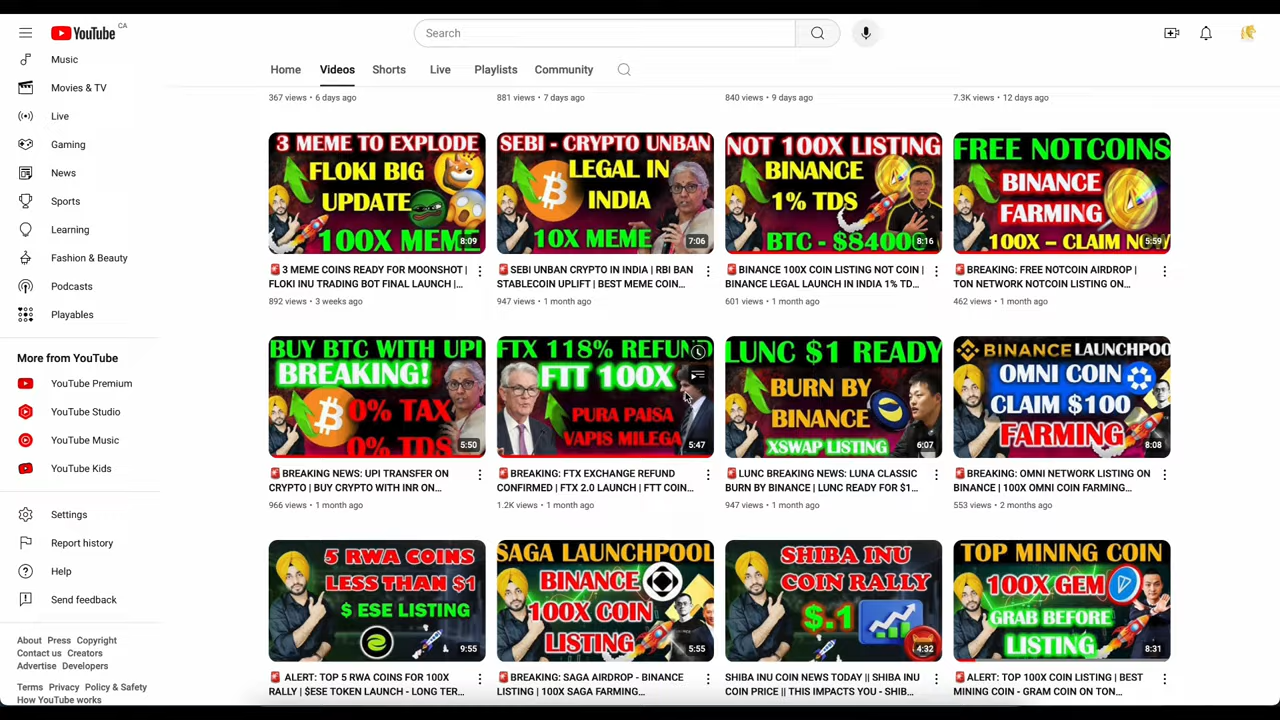 YouTube CA
Search
Music
Movies & TV
Live
Gaming
News
Sports
Learning
Fashion & Beauty
Podcasts
Playables
More from YouTube
YouTube Premium
YouTube Studio
YouTube Music
YouTube Kids
Settings
Report history
Help
Send feedback
About Press Copyright
Contact us Creators
Advertise Developers
Terms Privacy Policy & Safety
How YouTube works
Home Videos Shorts Live Playlists Community
367 views • 6 days ago
881 views • 7 days ago
840 views • 9 days ago
7.3K views • 12 days ago
3 MEME TO EXPLODE
FLOKI BIG
UPDATE
100X MEME
8:09
🚨3 MEME COINS READY FOR MOONSHOT |
FLOKI INU TRADING BOT FINAL LAUNCH |...
892 views • 3 weeks ago
SEBI - CRYPTO UNBAN
LEGAL IN
INDIA
10X MEME
7:06
🚨SEBI UNBAN CRYPTO IN INDIA | RBI BAN
STABLECOIN UPLIFT | BEST MEME COIN...
947 views • 1 month ago
NOT 100X LISTING
BINANCE
1% TDS
BTC - $84000
8:16
🚨BINANCE 100X COIN LISTING NOT COIN |
BINANCE LEGAL LAUNCH IN INDIA 1% TD...
601 views • 1 month ago
FREE NOTCOINS
BINANCE
FARMING
100X – CLAIM NOW
5:59
🚨BREAKING: FREE NOTCOIN AIRDROP |
TON NETWORK NOTCOIN LISTING ON...
462 views • 1 month ago
BUY BTC WITH UPI
BREAKING!
0% TAX
0% TDS
5:50
🚨BREAKING NEWS: UPI TRANSFER ON
CRYPTO | BUY CRYPTO WITH INR ON...
966 views • 1 month ago
FTX 118% REFUND
FTT 100X
PURA PAISA
VAPIS MILEGA
5:47
🚨BREAKING: FTX EXCHANGE REFUND
CONFIRMED | FTX 2.0 LAUNCH | FTT COIN...
1.2K views • 1 month ago
LUNC $1 READY
BURN BY
BINANCE
XSWAP LISTING
6:07
🚨LUNC BREAKING NEWS: LUNA CLASSIC
BURN BY BINANCE | LUNC READY FOR $1...
947 views • 1 month ago
BINANCE LAUNCHPOO
OMNI COIN
CLAIM $100
FARMING
8:08
🚨BREAKING: OMNI NETWORK LISTING ON
BINANCE | 100X OMNI COIN FARMING...
553 views • 2 months ago
5 RWA COINS
LESS THAN $1
$ ESE LISTING
9:55
🚨 ALERT: TOP 5 RWA COINS FOR 100X
RALLY | $ESE TOKEN LAUNCH - LONG TER...
SAGA LAUNCHPOOL
BINANCE
100X COIN
LISTING
5:55
🚨BREAKING: SAGA AIRDROP - BINANCE
LISTING | 100X SAGA FARMING...
SHIBA INU
COIN RALLY
$.1
4:32
SHIBA INU COIN NEWS TODAY || SHIBA INU
COIN PRICE || THIS IMPACTS YOU - SHIB...
TOP MINING COIN
100X GEM
GRAB BEFORE
LISTING
8:31
🚨ALERT: TOP 100X COIN LISTING | BEST
MINING COIN - GRAM COIN ON TON...